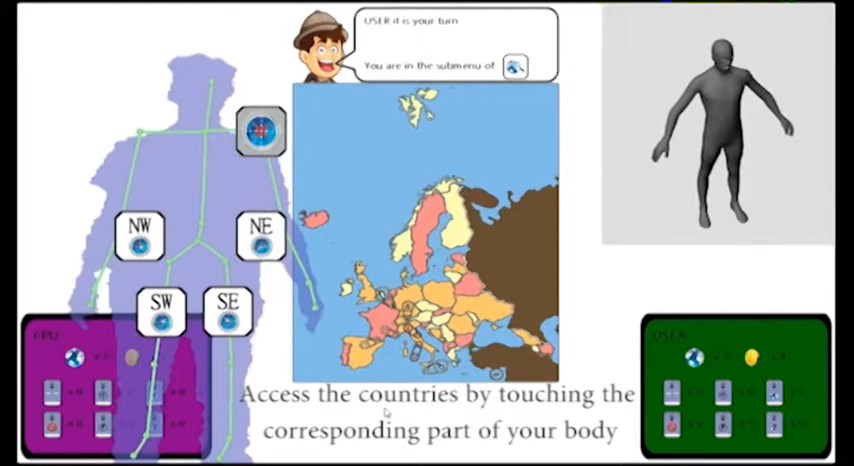 USER it is your turn
You are in the submenu of
NW
NE
SW
SE
CPU
USER
Access the countries by touching the
corresponding part of your body